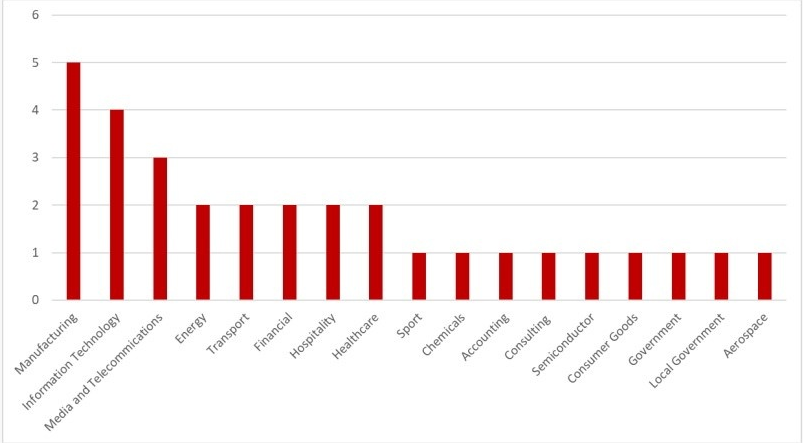 6
5
4
3
2
1
0
Manufacturing
Information Technology
Media and Telecommications
Energy
Transport
Financial
Hospitality
Healthcare
Sport
Chemicals
Accounting
Consulting
Semiconductor
Consumer Goods
Government
Local Government
Aerospace